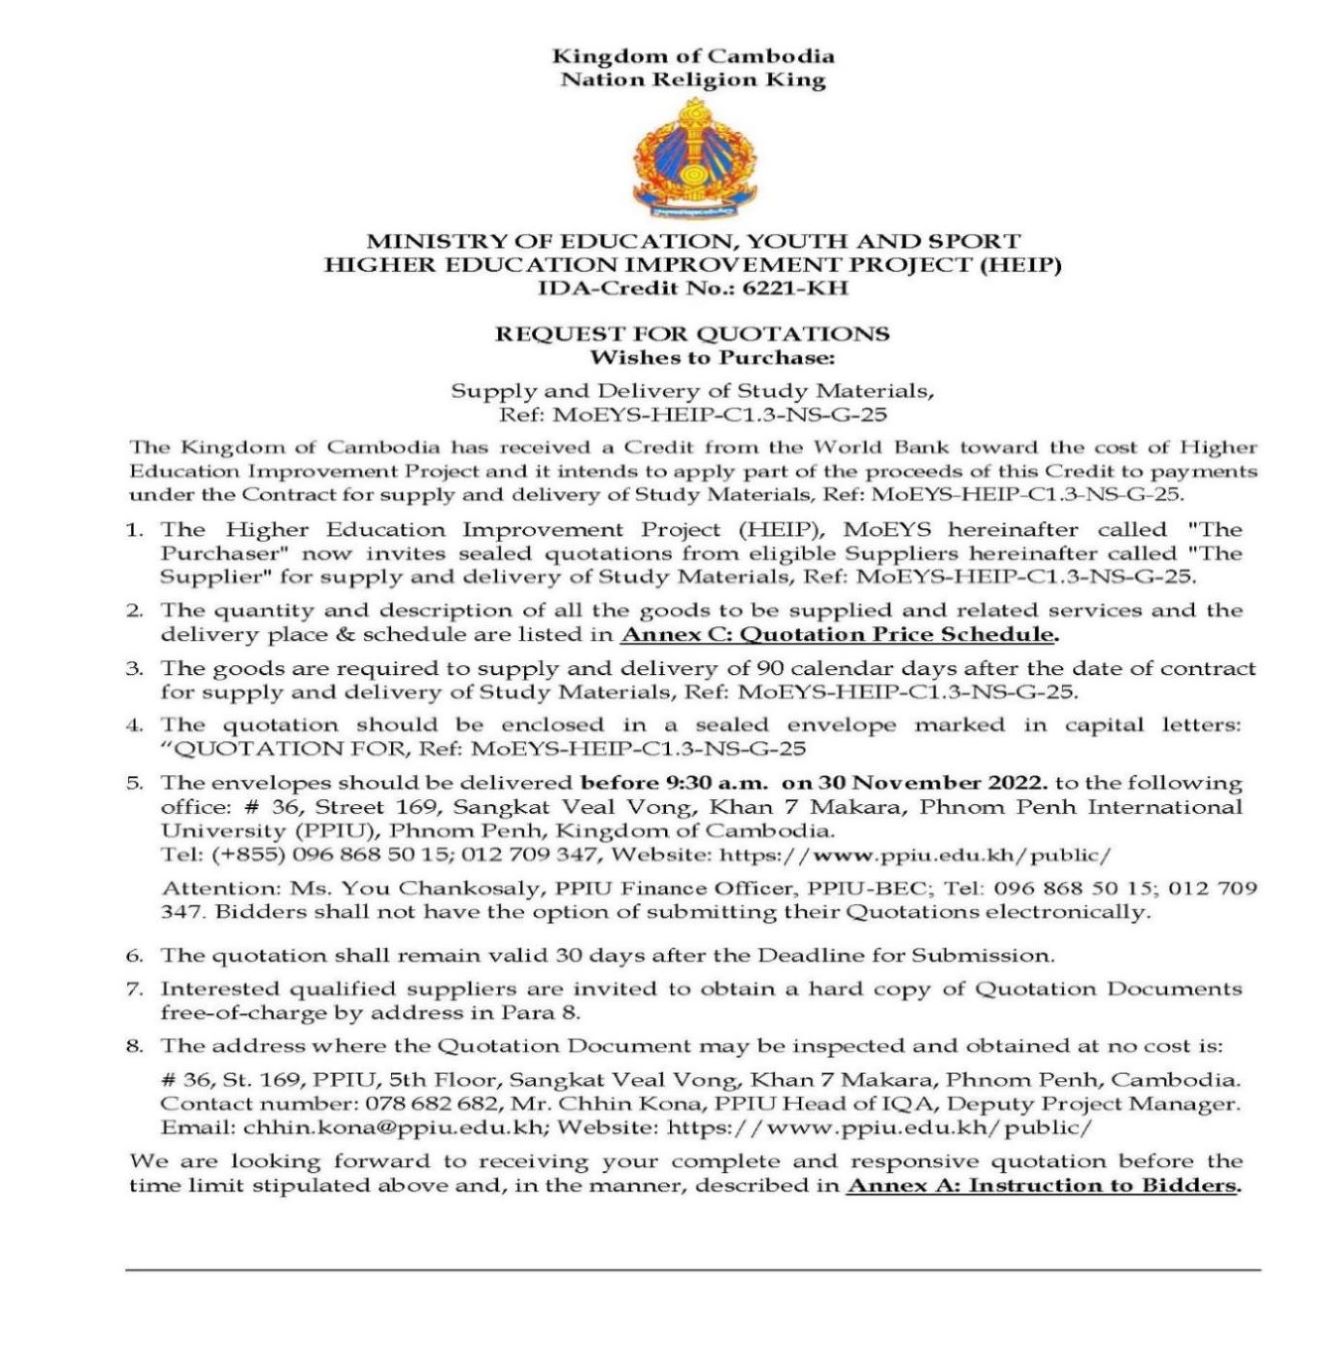 Kingdom of Cambodia
Nation Religion King
MINISTRY OF EDUCATION, YOUTH AND SPORT
HIGHER EDUCATION IMPROVEMENT PROJECT (HEIP)
IDA-Credit No.: 6221-KH
REQUEST FOR QUOTATIONS
Wishes to Purchase:
Supply and Delivery of Study Materials,
Ref: MoEYS-HEIP-C1.3-NS-G-25
The Kingdom of Cambodia has received a Credit from the World Bank toward the cost of Higher
Education Improvement Project and it intends to apply part of the proceeds of this Credit to payments
under the Contract for supply and delivery of Study Materials, Ref: MoEYS-HEIP-C1.3-NS-G-25.
1. The Higher Education Improvement Project (HEIP), MoEYS hereinafter called "The
Purchaser" now invites sealed quotations from eligible Suppliers hereinafter called "The
Supplier" for supply and delivery of Study Materials, Ref: MoEYS-HEIP-C1.3-NS-G-25.
2. The quantity and description of all the goods to be supplied and related services and the
delivery place & schedule are listed in Annex C: Quotation Price Schedule.
3. The goods are required to supply and delivery of 90 calendar days after the date of contract
for supply and delivery of Study Materials, Ref: MoEYS-HEIP-C1.3-NS-G-25.
4. The quotation should be enclosed in a sealed envelope marked in capital letters:
“QUOTATION FOR, Ref: MoEYS-HEIP-C1.3-NS-G-25
5. The envelopes should be delivered before 9:30 a.m. on 30 November 2022. to the following
office: # 36, Street 169, Sangkat Veal Vong, Khan 7 Makara, Phnom Penh International
University (PPIU), Phnom Penh, Kingdom of Cambodia.
Tel: (+855) 096 868 50 15; 012 709 347, Website: https://www.ppiu.edu.kh/public/
Attention: Ms. You Chankosaly, PPIU Finance Officer, PPIU-BEC; Tel: 096 868 50 15; 012 709
347. Bidders shall not have the option of submitting their Quotations electronically.
6. The quotation shall remain valid 30 days after the Deadline for Submission.
7. Interested qualified suppliers are invited to obtain a hard copy of Quotation Documents
free-of-charge by address in Para 8.
8. The address where the Quotation Document may be inspected and obtained at no cost is:
# 36, St. 169, PPIU, 5th Floor, Sangkat Veal Vong, Khan 7 Makara, Phnom Penh, Cambodia.
Contact number: 078 682 682, Mr. Chhin Kona, PPIU Head of IQA, Deputy Project Manager.
Email: chhin.kona@ppiu.edu.kh; Website: https://www.ppiu.edu.kh/public/
We are looking forward to receiving your complete and responsive quotation before the
time limit stipulated above and, in the manner, described in Annex A: Instruction to Bidders.